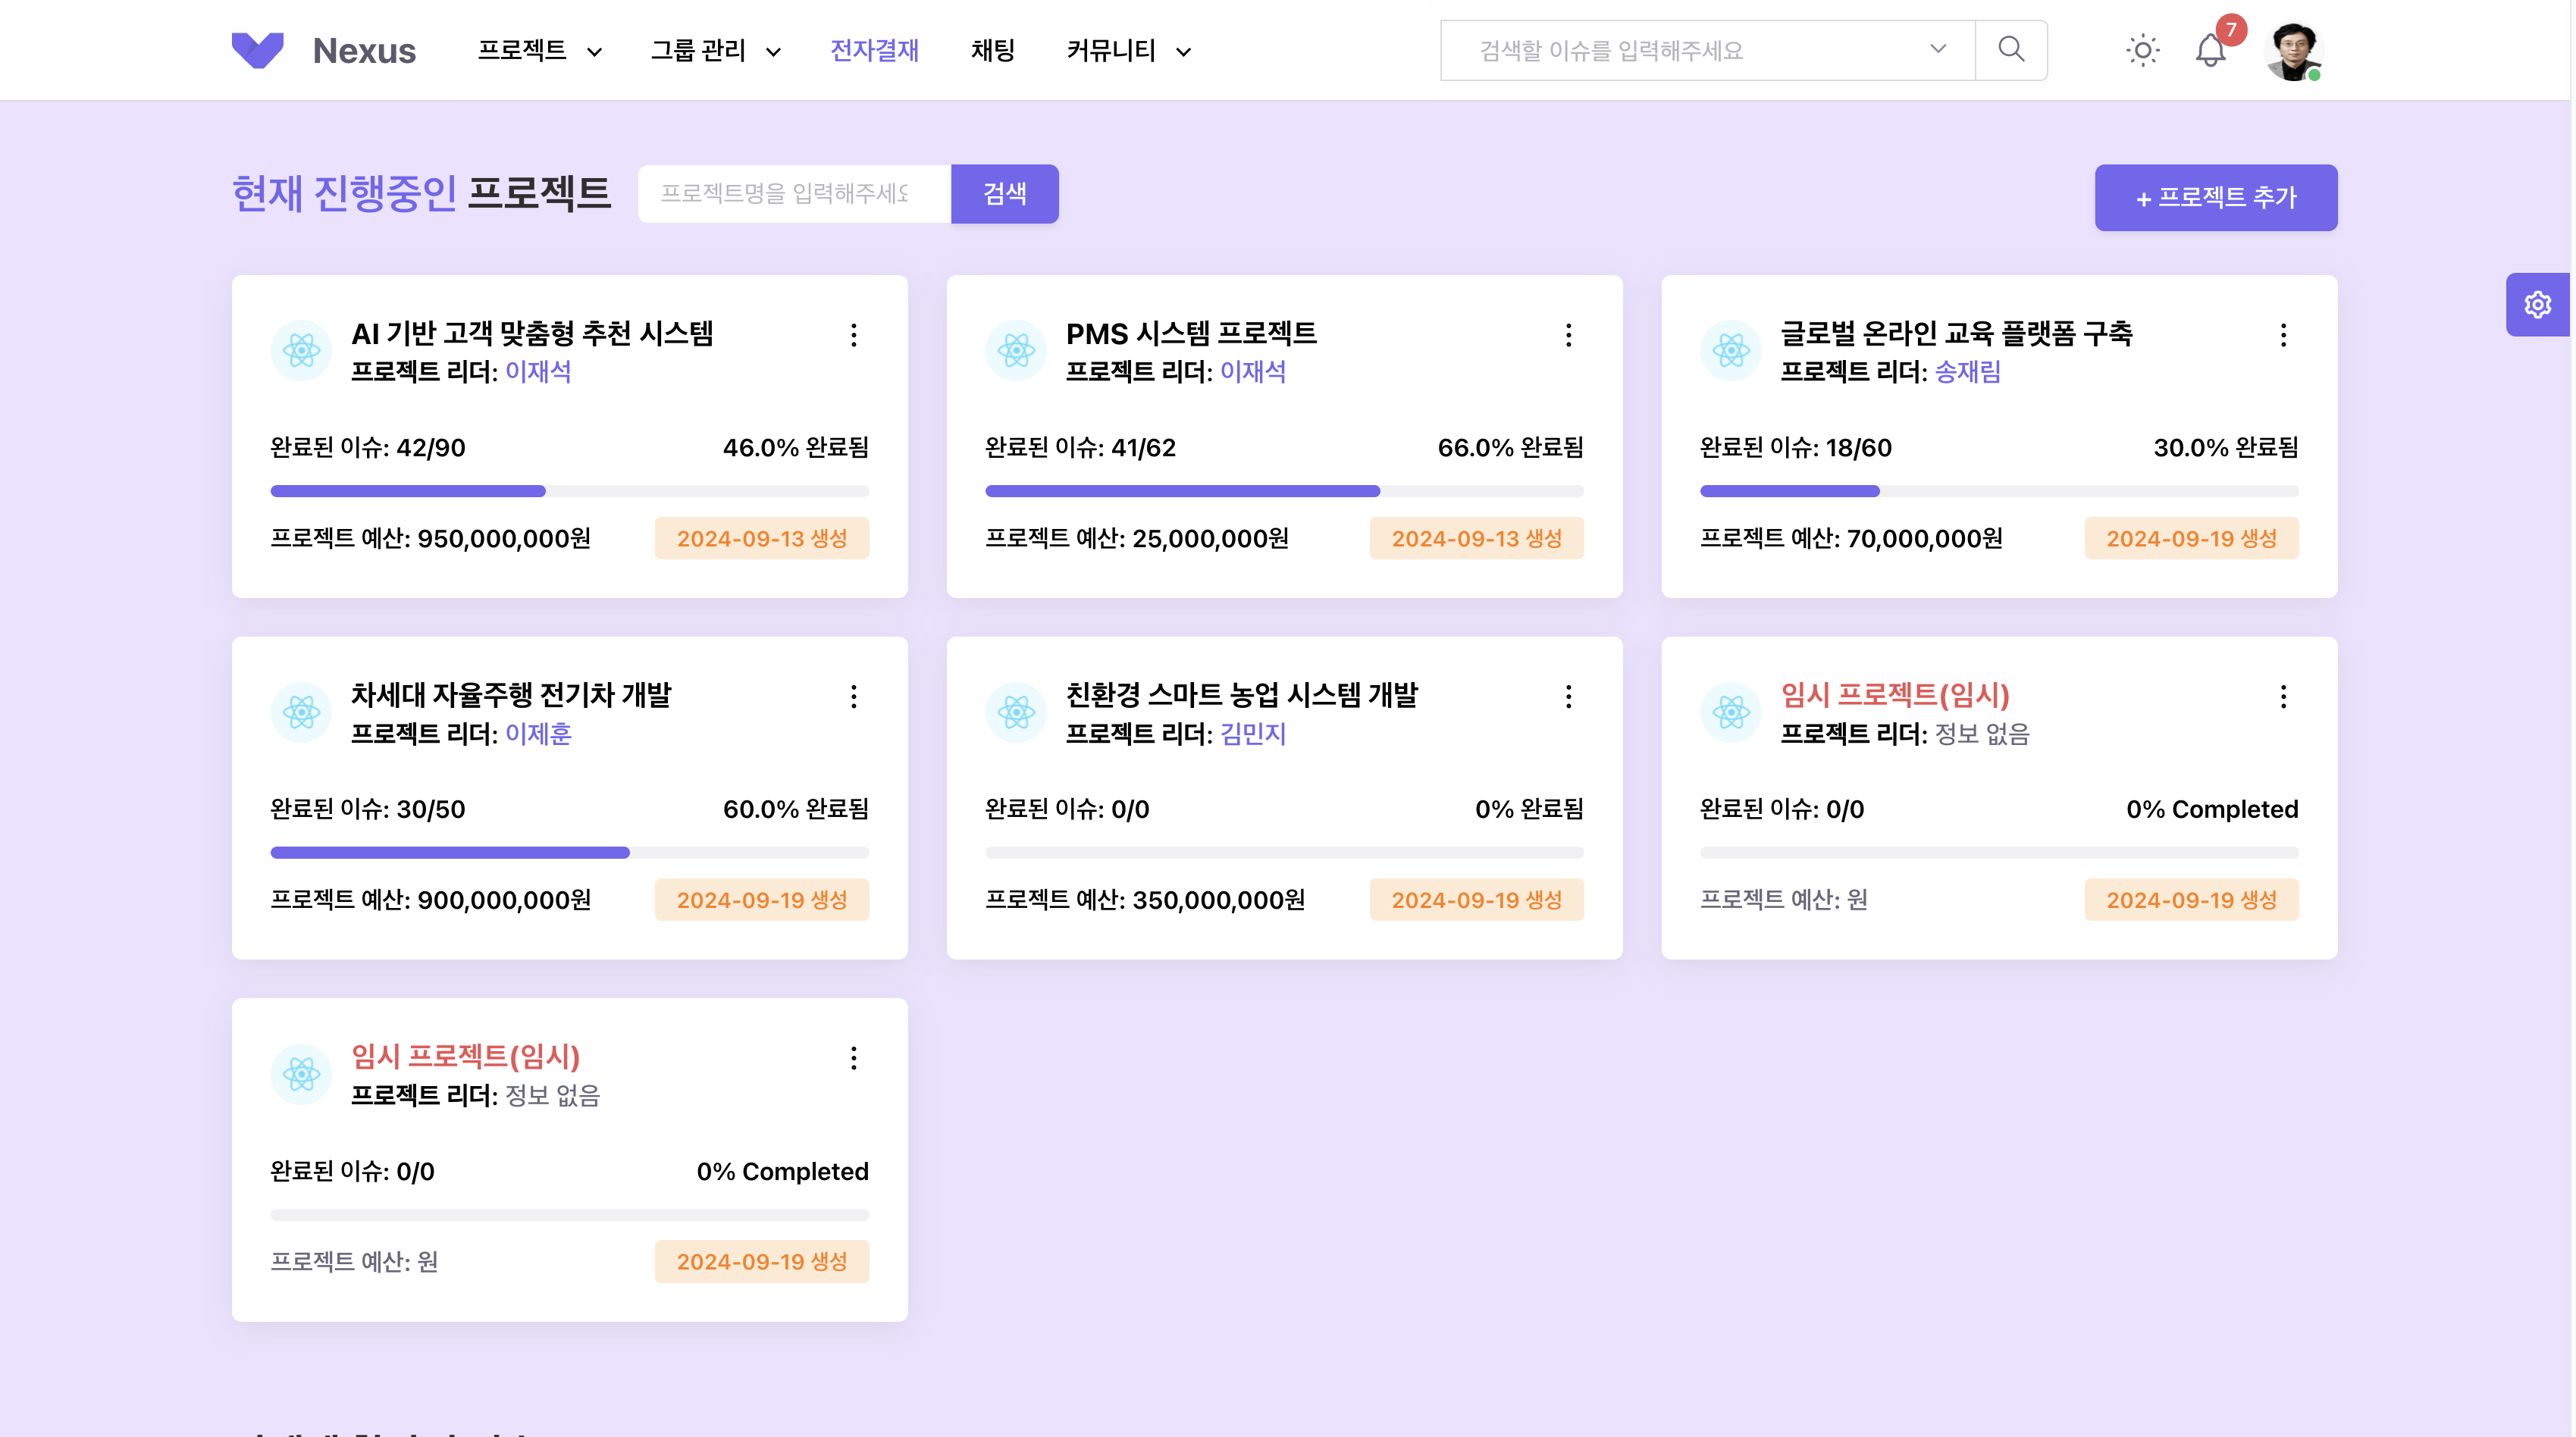 Nexus 프로젝트 그룹 관리 전자결재 채팅 커뮤니티 검색할 이슈를 입력해주세요 7
현재 진행중인 프로젝트 프로젝트명을 입력해주세요 검색 + 프로젝트 추가
AI 기반 고객 맞춤형 추천 시스템
프로젝트 리더: 이재석
완료된 이슈: 42/90 46.0% 완료됨
프로젝트 예산: 950,000,000원 2024-09-13 생성
PMS 시스템 프로젝트
프로젝트 리더: 이재석
완료된 이슈: 41/62 66.0% 완료됨
프로젝트 예산: 25,000,000원 2024-09-13 생성
글로벌 온라인 교육 플랫폼 구축
프로젝트 리더: 송재림
완료된 이슈: 18/60 30.0% 완료됨
프로젝트 예산: 70,000,000원 2024-09-19 생성
차세대 자율주행 전기차 개발
프로젝트 리더: 이제훈
완료된 이슈: 30/50 60.0% 완료됨
프로젝트 예산: 900,000,000원 2024-09-19 생성
친환경 스마트 농업 시스템 개발
프로젝트 리더: 김민지
완료된 이슈: 0/0 0% 완료됨
프로젝트 예산: 350,000,000원 2024-09-19 생성
임시 프로젝트(임시)
프로젝트 리더: 정보 없음
완료된 이슈: 0/0 0% Completed
프로젝트 예산: 원 2024-09-19 생성
임시 프로젝트(임시)
프로젝트 리더: 정보 없음
완료된 이슈: 0/0 0% Completed
프로젝트 예산: 원 2024-09-19 생성